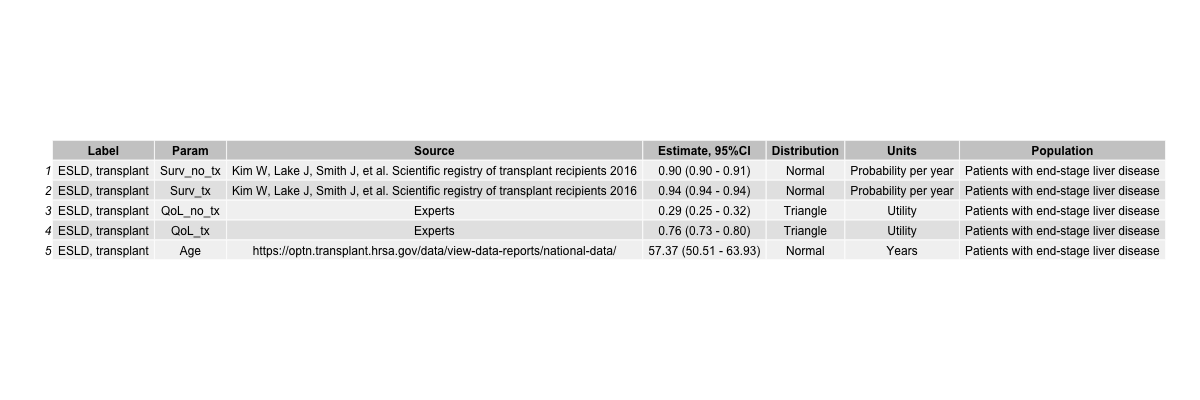 Label Param Source Estimate, 95%CI Distribution Units Population
1 ESLD, transplant Surv_no_tx Kim W, Lake J, Smith J, et al. Scientific registry of transplant recipients 2016 0.90 (0.90 - 0.91) Normal Probability per year Patients with end-stage liver disease
2 ESLD, transplant Surv_tx Kim W, Lake J, Smith J, et al. Scientific registry of transplant recipients 2016 0.94 (0.94 - 0.94) Normal Probability per year Patients with end-stage liver disease
3 ESLD, transplant QoL_no_tx Experts 0.29 (0.25 - 0.32) Triangle Utility Patients with end-stage liver disease
4 ESLD, transplant QoL_tx Experts 0.76 (0.73 - 0.80) Triangle Utility Patients with end-stage liver disease
5 ESLD, transplant Age https://optn.transplant.hrsa.gov/data/view-data-reports/national-data/ 57.37 (50.51 - 63.93) Normal Years Patients with end-stage liver disease